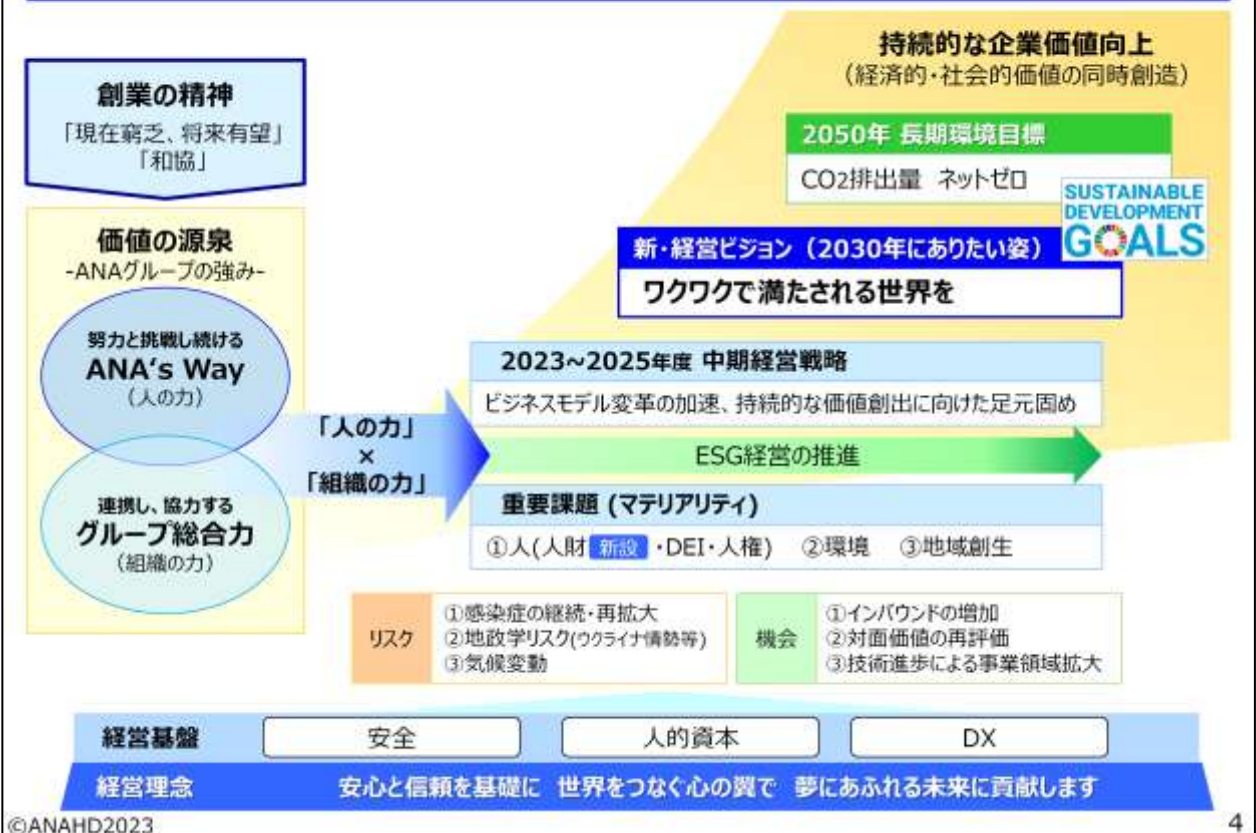 持続的な企業価値向上
（経済的・社会的価値の同時創造）
創業の精神
「現在窮乏、将来有望」
「和協」
2050年 長期環境目標
CO2排出量 ネットゼロ
SUSTAINABLE
DEVELOPMENT
GOALS
新・経営ビジョン（2030年にありたい姿）
ワクワクで満たされる世界を
価値の源泉
-ANAグループの強み-
努力と挑戦し続ける
ANA‘s Way
（人の力）
連携し、協力する
グループ総合力
（組織の力）
「人の力」
×
「組織の力」
2023~2025年度 中期経営戦略
ビジネスモデル変革の加速、持続的な価値創出に向けた足元固め
ESG経営の推進
重要課題 (マテリアリティ)
①人(人財 新設 ・DEI・人権) ②環境 ③地域創生
リスク
①感染症の継続・再拡大
②地政学リスク(ウクライナ情勢等)
③気候変動
機会
①インバウンドの増加
②対面価値の再評価
③技術進歩による事業領域拡大
経営基盤 安全 人的資本 DX
経営理念 安心と信頼を基礎に 世界をつなぐ心の翼で 夢にあふれる未来に貢献します
©ANAHD2023 4